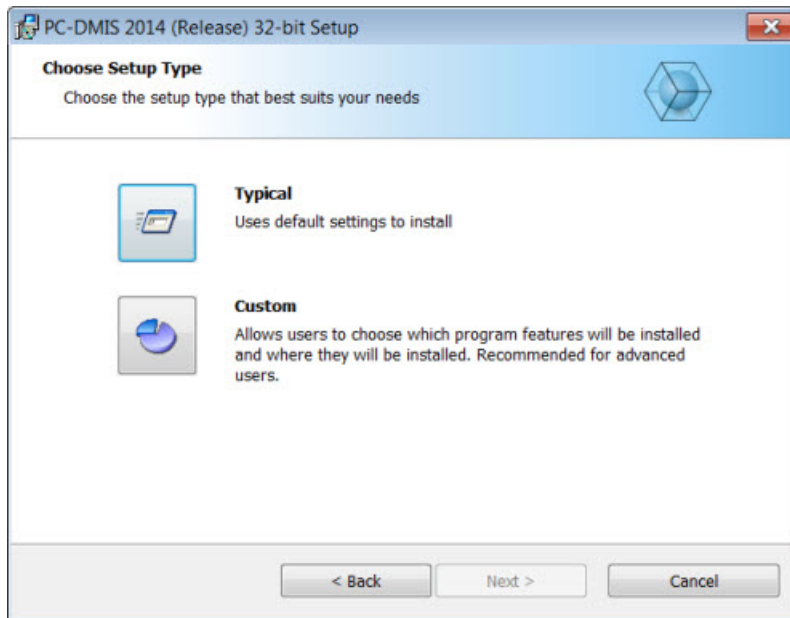 PC-DMIS 2014 (Release) 32-bit Setup
Choose Setup Type
Choose the setup type that best suits your needs
Typical
Uses default settings to install
Custom
Allows users to choose which program features will be installed
and where they will be installed. Recommended for advanced
users.
< Back
Next >
Cancel